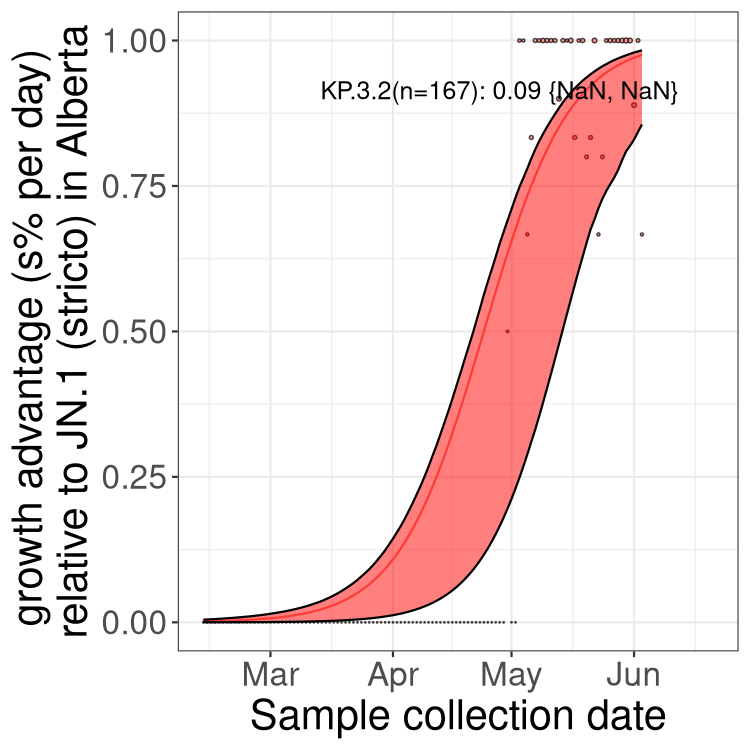 growth advantage (s% per day)
relative to JN.1 (stricto) in Alberta
1.00
0.75
0.50
0.25
0.00
KP.3.2(n=167): 0.09 {NaN, NaN}
Mar Apr May Jun
Sample collection date